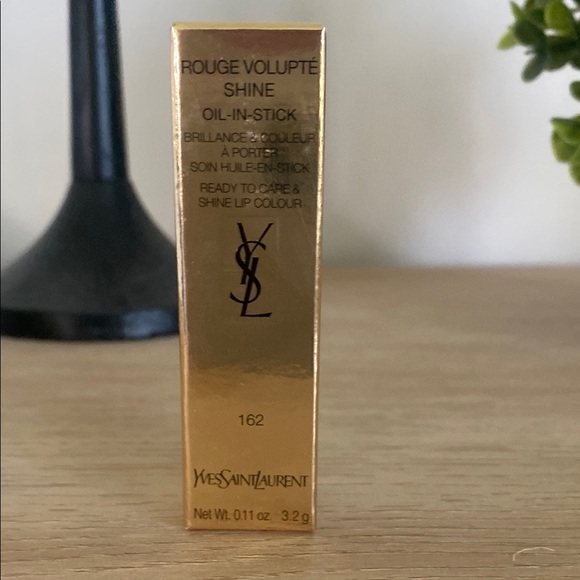 ROUGE VOLUPTÉ
SHINE
OIL-IN-STICK
BRILLANCE & COULEUR
À PORTER
SOIN HUILE-EN-STICK
READY TO CARE &
SHINE LIP COLOUR
YSL
162
YVESSAINTLAURENT
Net Wt. 0.11 oz. 3.2 g